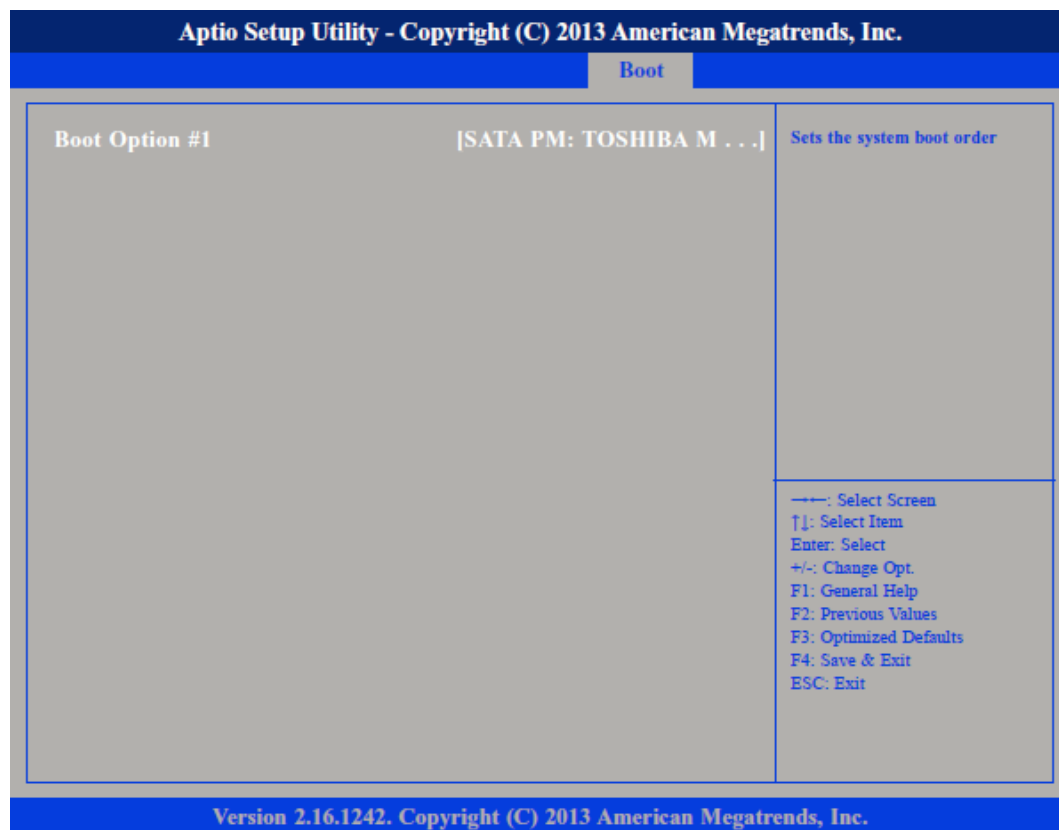 Aptio Setup Utility - Copyright (C) 2013 American Megatrends, Inc.
Boot
Boot Option #1 [SATA PM: TOSHIBA M . . .]
Sets the system boot order
→←: Select Screen
↑↓: Select Item
Enter: Select
+/-: Change Opt.
F1: General Help
F2: Previous Values
F3: Optimized Defaults
F4: Save & Exit
ESC: Exit
Version 2.16.1242. Copyright (C) 2013 American Megatrends, Inc.